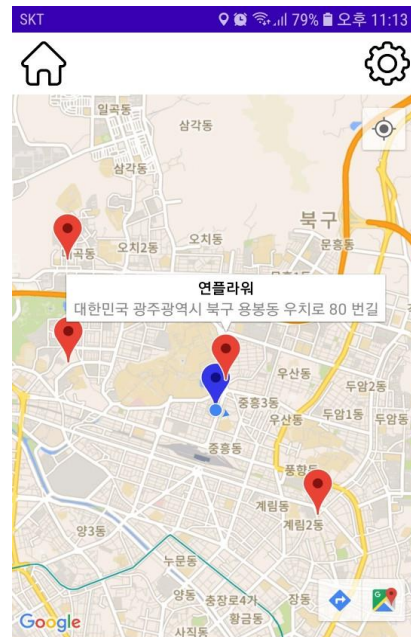 SKT 79% 오후 11:13
일곡동
삼각동
삼각동
북구
오치2동
오치동
문흥동
연플라워
대한민국 광주광역시 북구 용봉동 우치로 80 번길
우산동
두암2동
중흥3동
우산동
두암1동
두암동
중흥동
풍향동
계림동
계림2동
양3동
누문동
양동
충장로4가
장동
황금동
사직동
Google